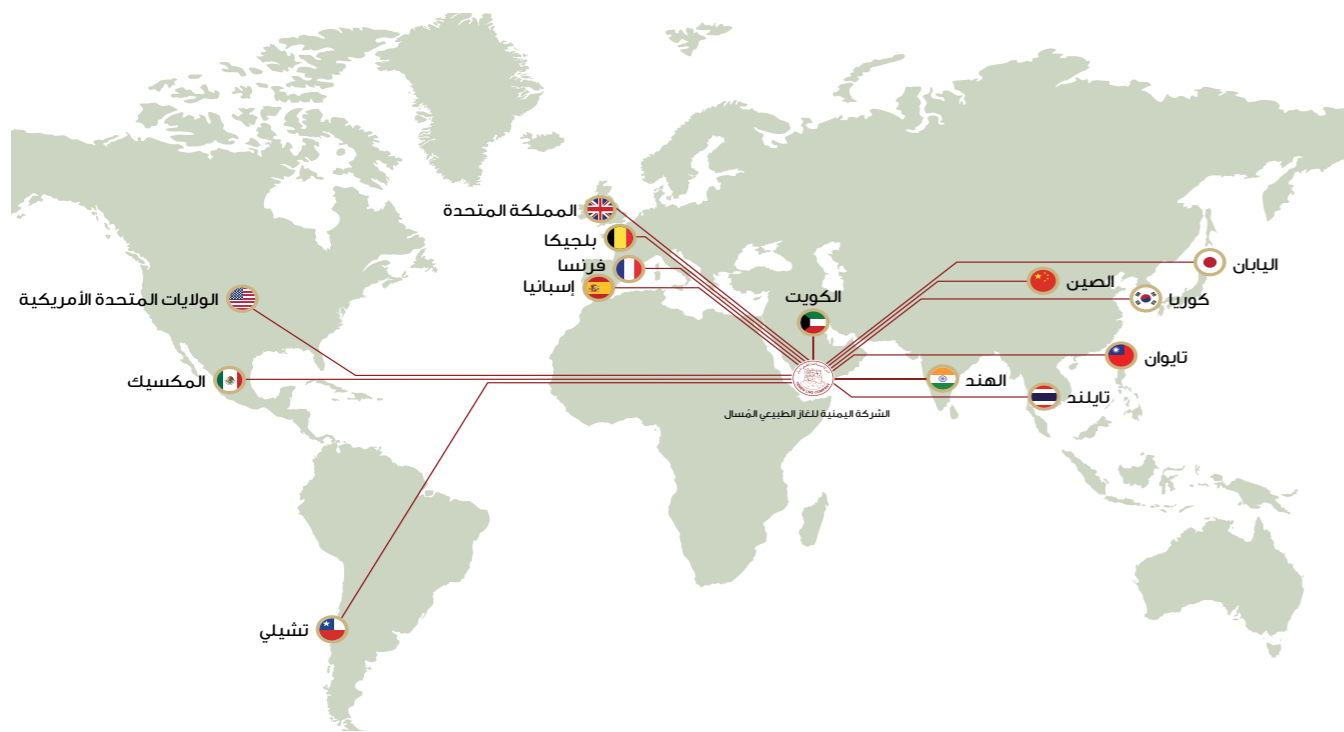 المملكة المتحدة
بلجيكا
فرنسا
إسبانيا
الولايات المتحدة الأمريكية
المكسيك
تشيلي
الكويت
اليابان
الصين
كوريا
تايوان
الهند
تايلند
الشركة اليمنية للغاز الطبيعي المُسال